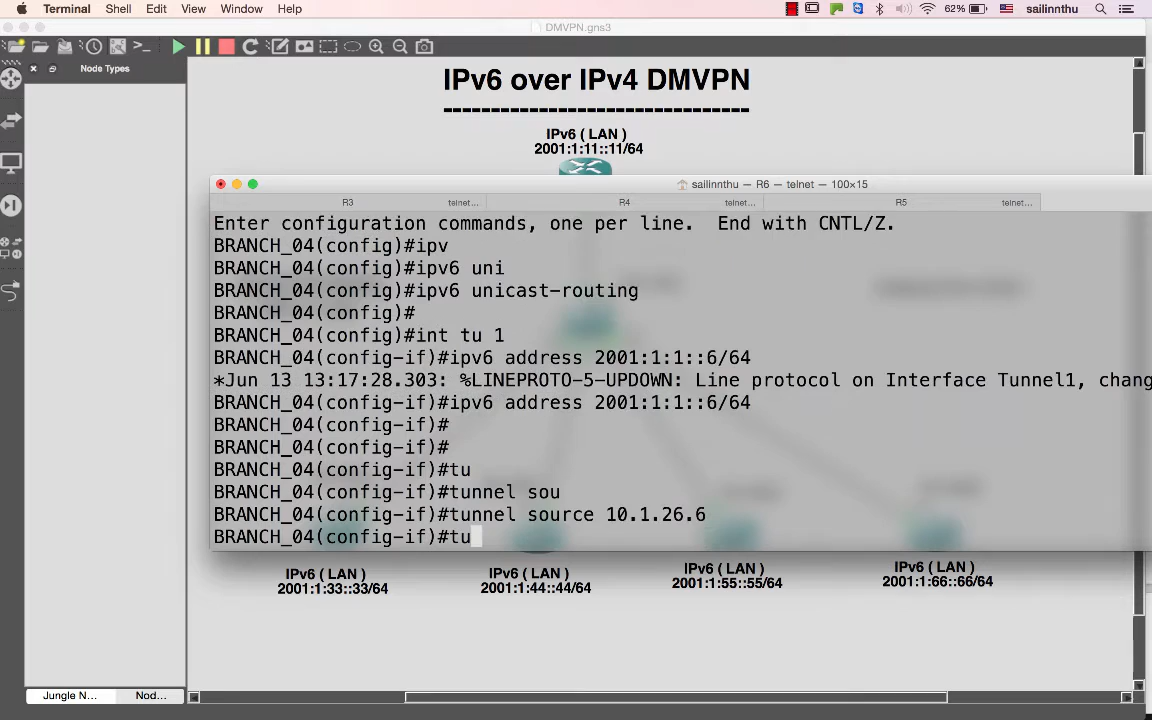 Terminal Shell Edit View Window Help 62% sailinnthu
DMVPN.gns3
Node Types
IPv6 over IPv4 DMVPN
--------------------------------
IPv6 ( LAN )
2001:1:11::11/64
sailinnthu — R6 — telnet — 100×15
R3 telnet... R4 telnet... R5 telnet...
Enter configuration commands, one per line.  End with CNTL/Z.
BRANCH_04(config)#ipv
BRANCH_04(config)#ipv6 uni
BRANCH_04(config)#ipv6 unicast-routing
BRANCH_04(config)#
BRANCH_04(config)#int tu 1
BRANCH_04(config-if)#ipv6 address 2001:1:1::6/64
*Jun 13 13:17:28.303: %LINEPROTO-5-UPDOWN: Line protocol on Interface Tunnel1, chang
BRANCH_04(config-if)#ipv6 address 2001:1:1::6/64
BRANCH_04(config-if)#
BRANCH_04(config-if)#
BRANCH_04(config-if)#tu
BRANCH_04(config-if)#tunnel sou
BRANCH_04(config-if)#tunnel source 10.1.26.6
BRANCH_04(config-if)#tu
IPv6 ( LAN )
2001:1:33::33/64
IPv6 ( LAN )
2001:1:44::44/64
IPv6 ( LAN )
2001:1:55::55/64
IPv6 ( LAN )
2001:1:66::66/64
Jungle N... Nod...